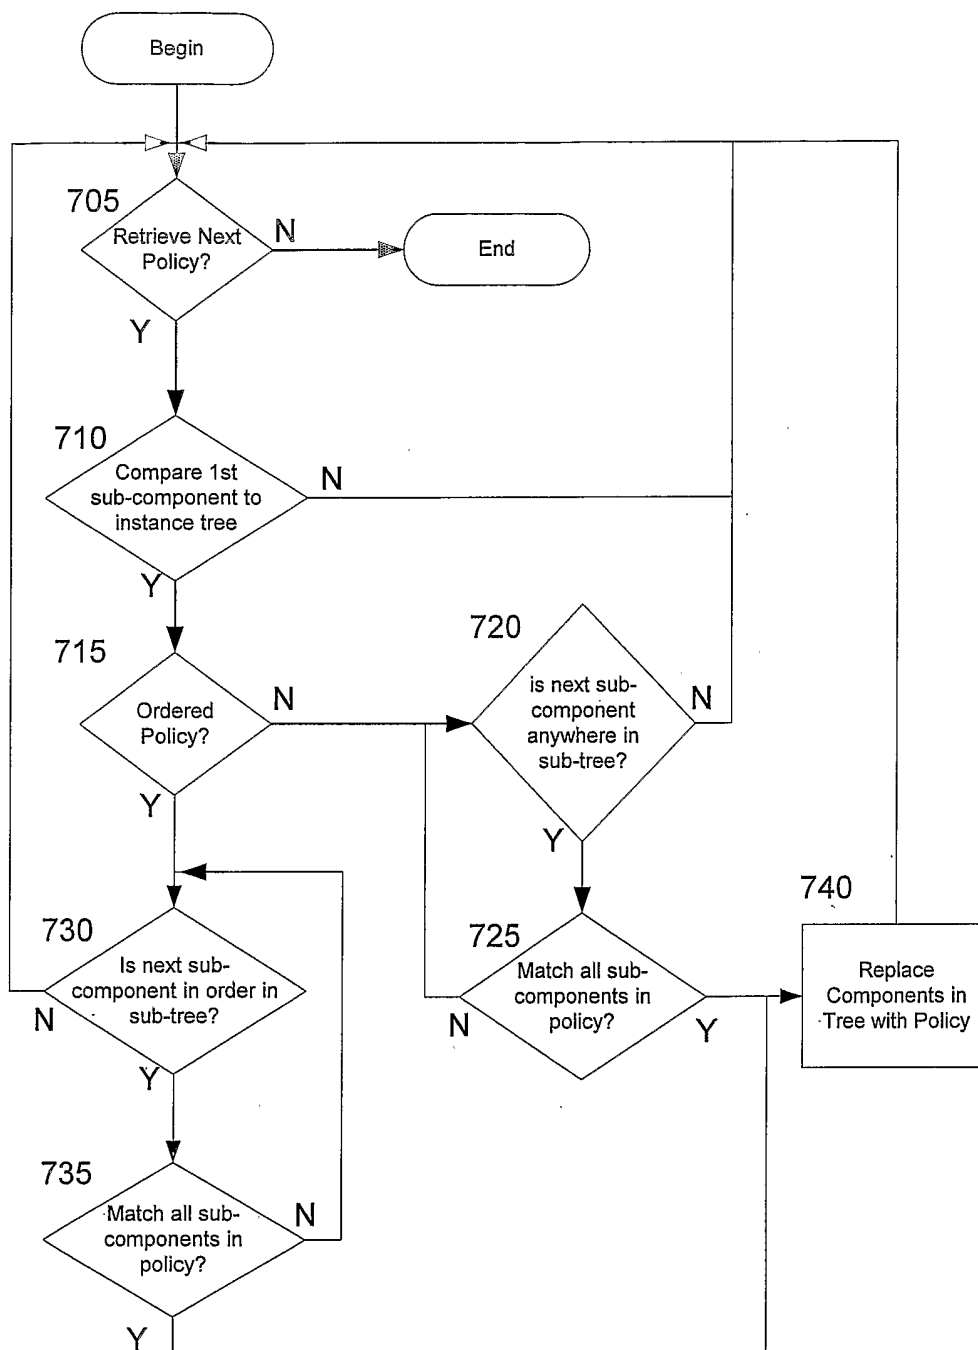 Begin
705
Retrieve Next
Policy?
N
End
Y
710
Compare 1st
sub-component to
instance tree
N
Y
715
Ordered
Policy?
N
Y
720
is next sub-
component
anywhere in
sub-tree?
N
Y
730
Is next sub-
component in order in
sub-tree?
N
Y
725
Match all sub-
components in
policy?
N
Y
740
Replace
Components in
Tree with Policy
735
Match all sub-
components in
policy?
N
Y